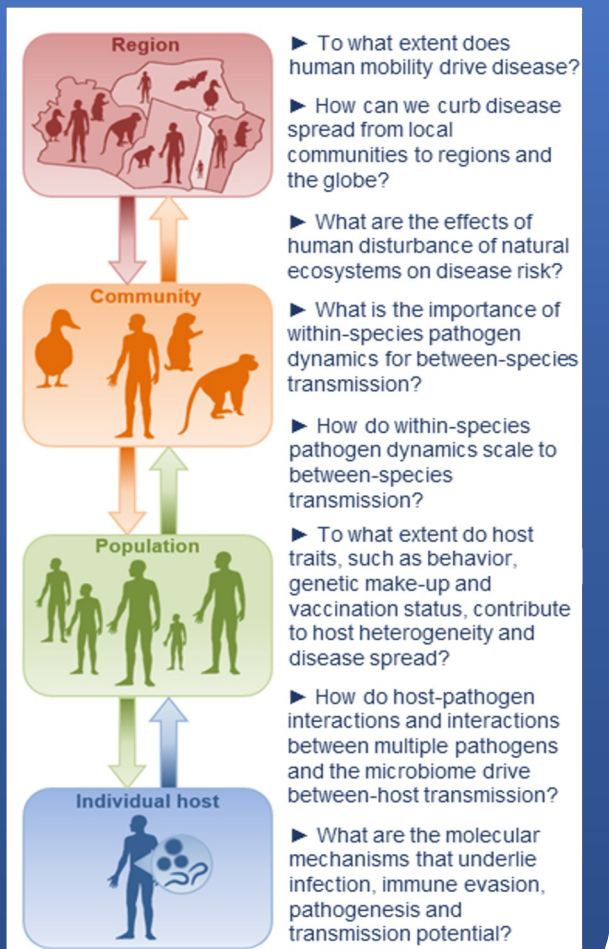 Region
► To what extent does
human mobility drive disease?
► How can we curb disease
spread from local
communities to regions and
the globe?
► What are the effects of
human disturbance of natural
ecosystems on disease risk?
Community
► What is the importance of
within-species pathogen
dynamics for between-species
transmission?
► How do within-species
pathogen dynamics scale to
between-species
transmission?
Population
► To what extent do host
traits, such as behavior,
genetic make-up and
vaccination status, contribute
to host heterogeneity and
disease spread?
► How do host-pathogen
interactions and interactions
between multiple pathogens
and the microbiome drive
between-host transmission?
Individual host
► What are the molecular
mechanisms that underlie
infection, immune evasion,
pathogenesis and
transmission potential?